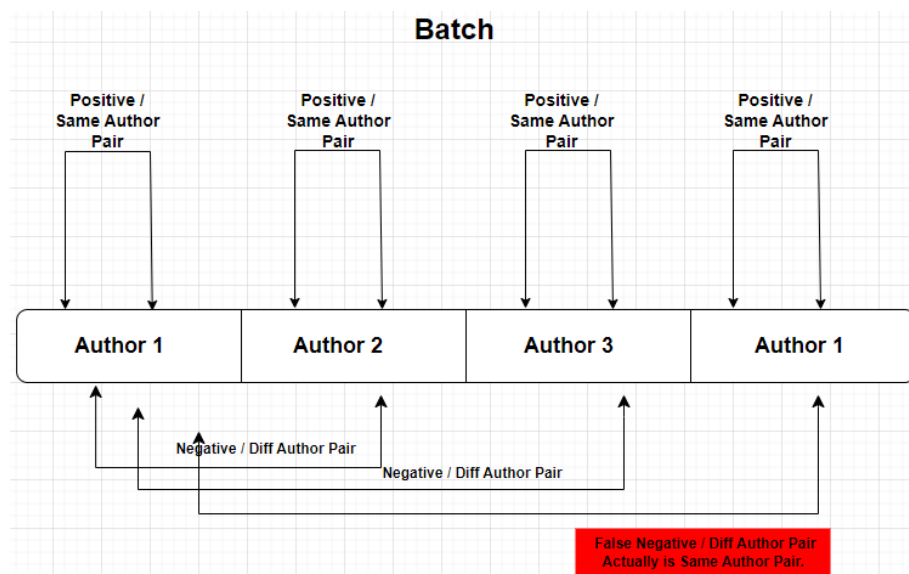 Batch
Positive /
Same Author
Pair
Positive /
Same Author
Pair
Positive /
Same Author
Pair
Positive /
Same Author
Pair
Author 1
Author 2
Author 3
Author 1
Negative / Diff Author Pair
Negative / Diff Author Pair
False Negative / Diff Author Pair
Actually is Same Author Pair.